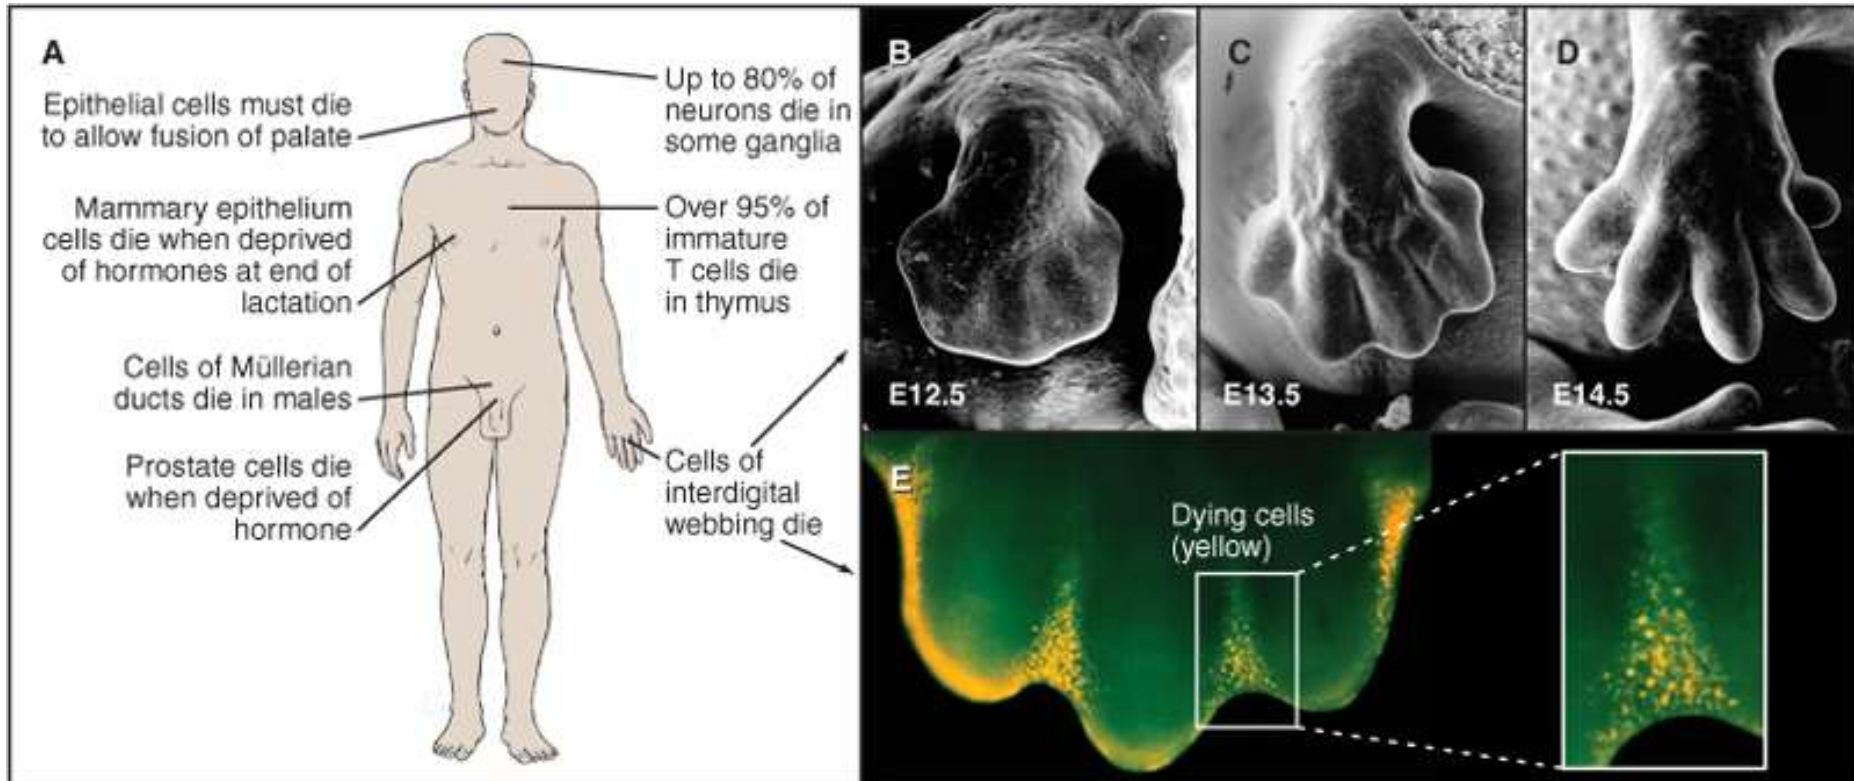 A
Epithelial cells must die
to allow fusion of palate
Mammary epithelium
cells die when deprived
of hormones at end of
lactation
Cells of Müllerian
ducts die in males
Prostate cells die
when deprived of
hormone
Up to 80% of
neurons die in
some ganglia
Over 95% of
immature
T cells die
in thymus
Cells of
interdigital
webbing die
B
E12.5
C
E13.5
D
E14.5
E
Dying cells
(yellow)